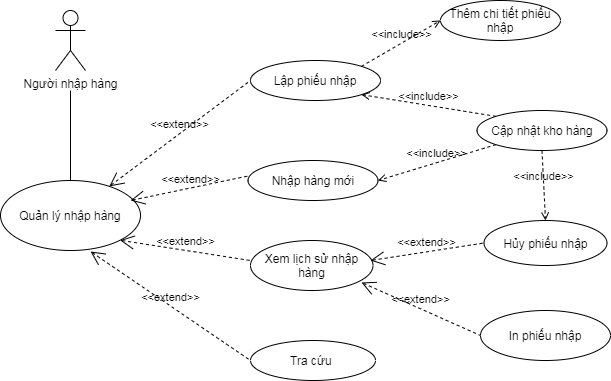 Thêm chi tiết phiếu
nhập
<<include>>
Người nhập hàng
Lập phiếu nhập
<<include>>
<<extend>>
Cập nhật kho hàng
<<include>>
<<extend>>
Nhập hàng mới
<<include>>
Quản lý nhập hàng
<<extend>>
Xem lịch sử nhập
hàng
<<extend>>
Hủy phiếu nhập
<<extend>>
<<extend>>
In phiếu nhập
Tra cứu